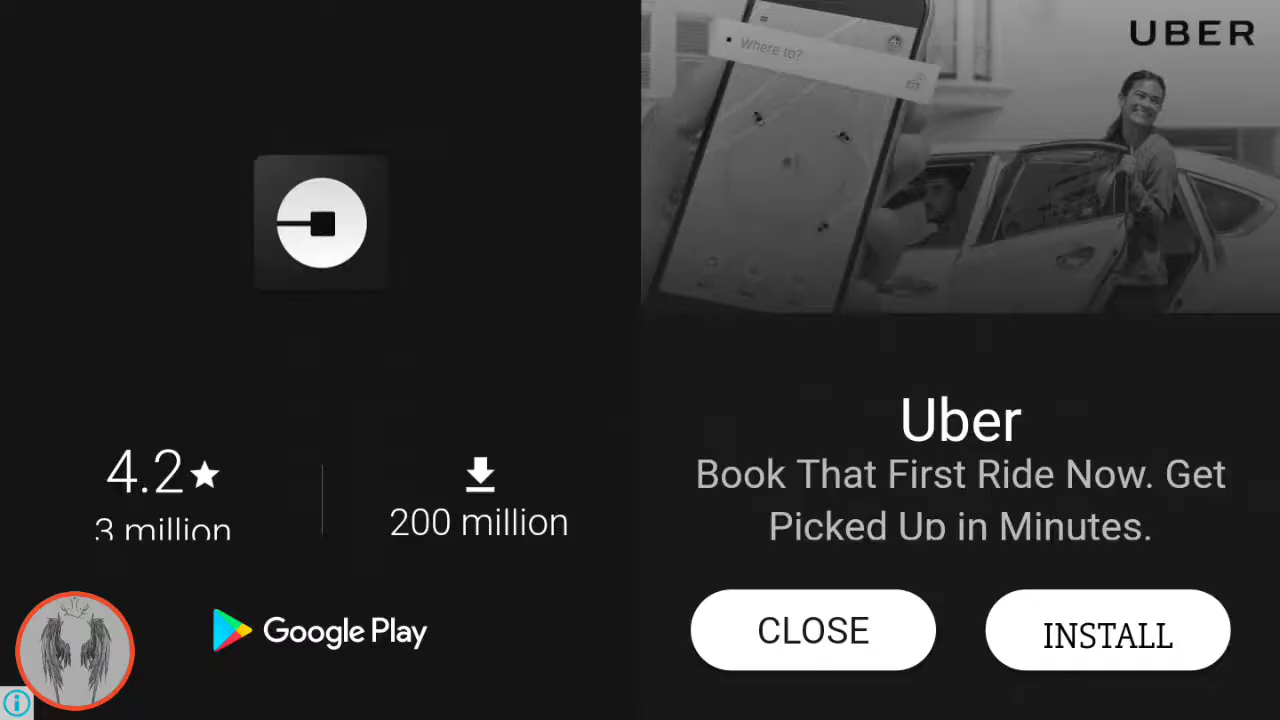 4.2
3 million
200 million
Google Play
Where to?
UBER
Uber
Book That First Ride Now. Get
Picked Up in Minutes.
CLOSE
INSTALL